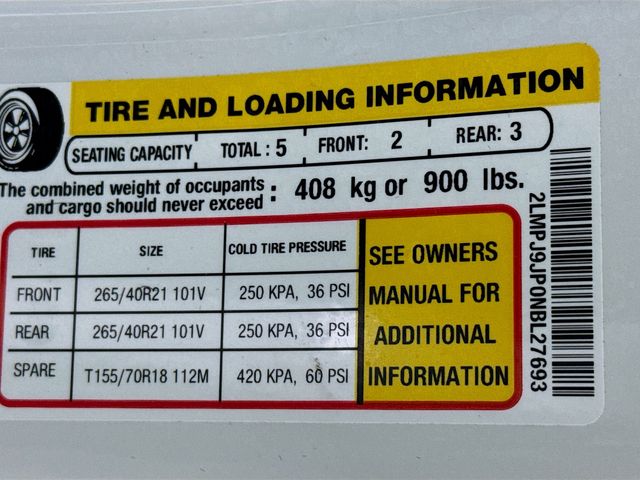 TIRE AND LOADING INFORMATION
SEATING CAPACITY TOTAL : 5 FRONT: 2 REAR: 3
The combined weight of occupants
and cargo should never exceed : 408 kg or 900 lbs.
TIRE SIZE COLD TIRE PRESSURE
FRONT 265/40R21 101V 250 KPA, 36 PSI
REAR 265/40R21 101V 250 KPA, 36 PSI
SPARE T155/70R18 112M 420 KPA, 60 PSI
SEE OWNERS
MANUAL FOR
ADDITIONAL
INFORMATION
2LMPJ9JP0NBL27693